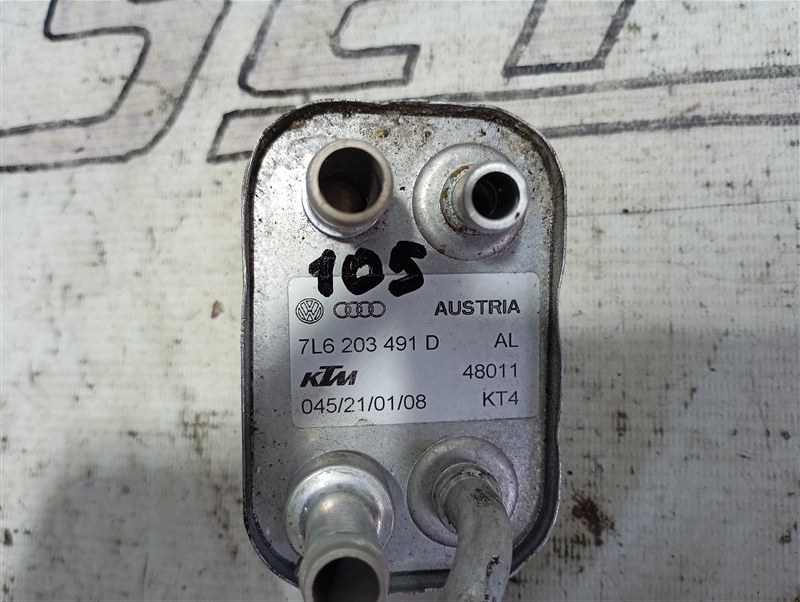 105
AUSTRIA
7L6 203 491 D AL
KTM 48011
045/21/01/08 KT4